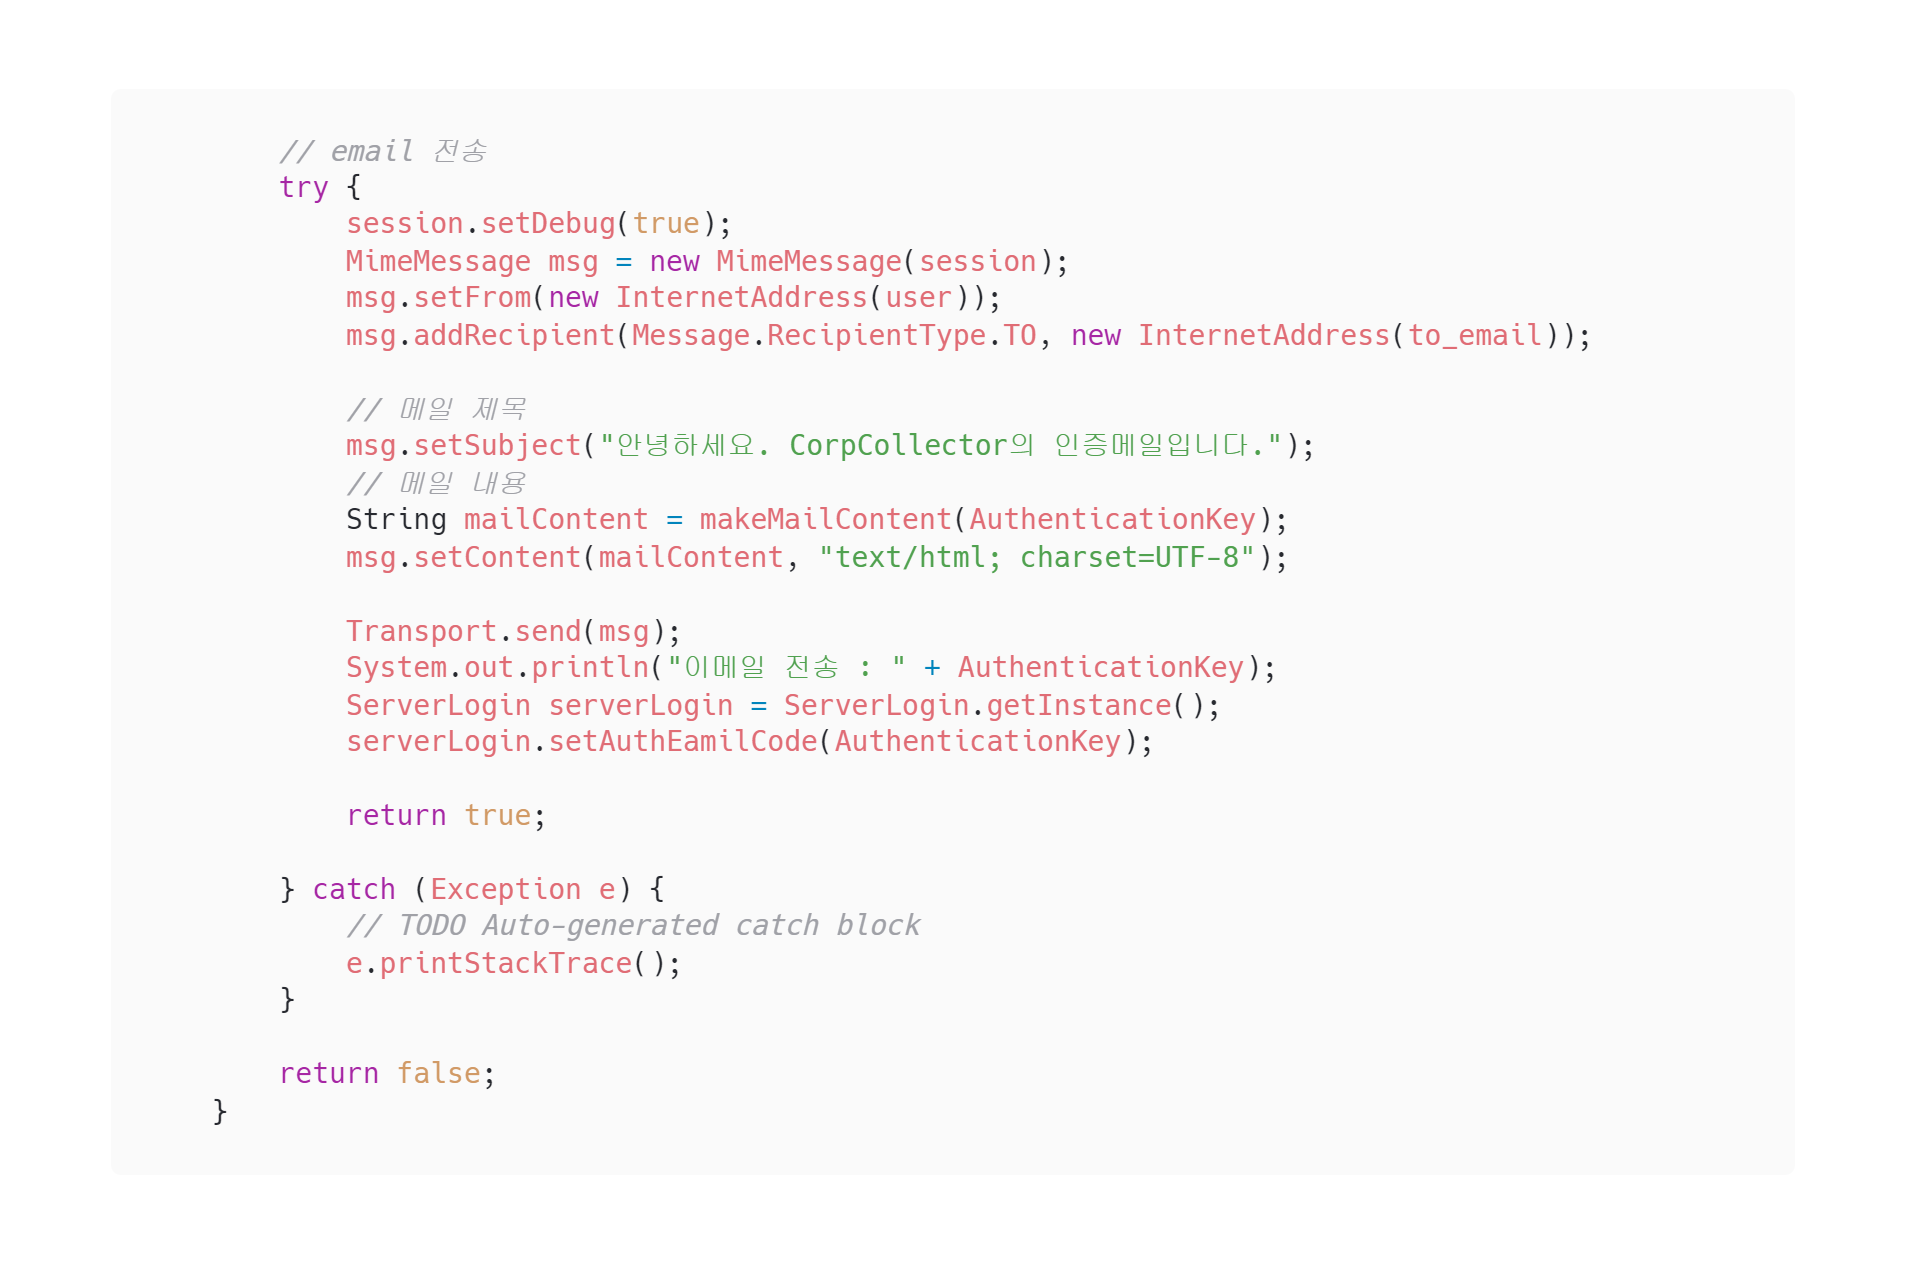 // email 전송
try {
session.setDebug(true);
MimeMessage msg = new MimeMessage(session);
msg.setFrom(new InternetAddress(user));
msg.addRecipient(Message.RecipientType.TO, new InternetAddress(to_email));
// 메일 제목
msg.setSubject("안녕하세요. CorpCollector의 인증메일입니다.");
// 메일 내용
String mailContent = makeMailContent(AuthenticationKey);
msg.setContent(mailContent, "text/html; charset=UTF-8");
Transport.send(msg);
System.out.println("이메일 전송 : " + AuthenticationKey);
ServerLogin serverLogin = ServerLogin.getInstance();
serverLogin.setAuthEamilCode(AuthenticationKey);
return true;
} catch (Exception e) {
// TODO Auto-generated catch block
e.printStackTrace();
}
return false;
}